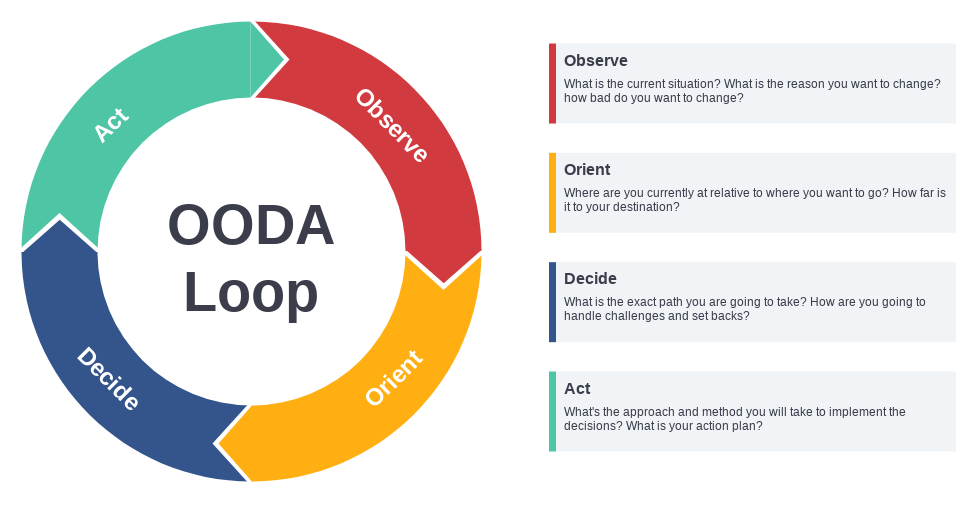 Act
Observe
OODA
Loop
Decide
Orient
Observe
What is the current situation? What is the reason you want to change?
how bad do you want to change?
Orient
Where are you currently at relative to where you want to go? How far is
it to your destination?
Decide
What is the exact path you are going to take? How are you going to
handle challenges and set backs?
Act
What's the approach and method you will take to implement the
decisions? What is your action plan?